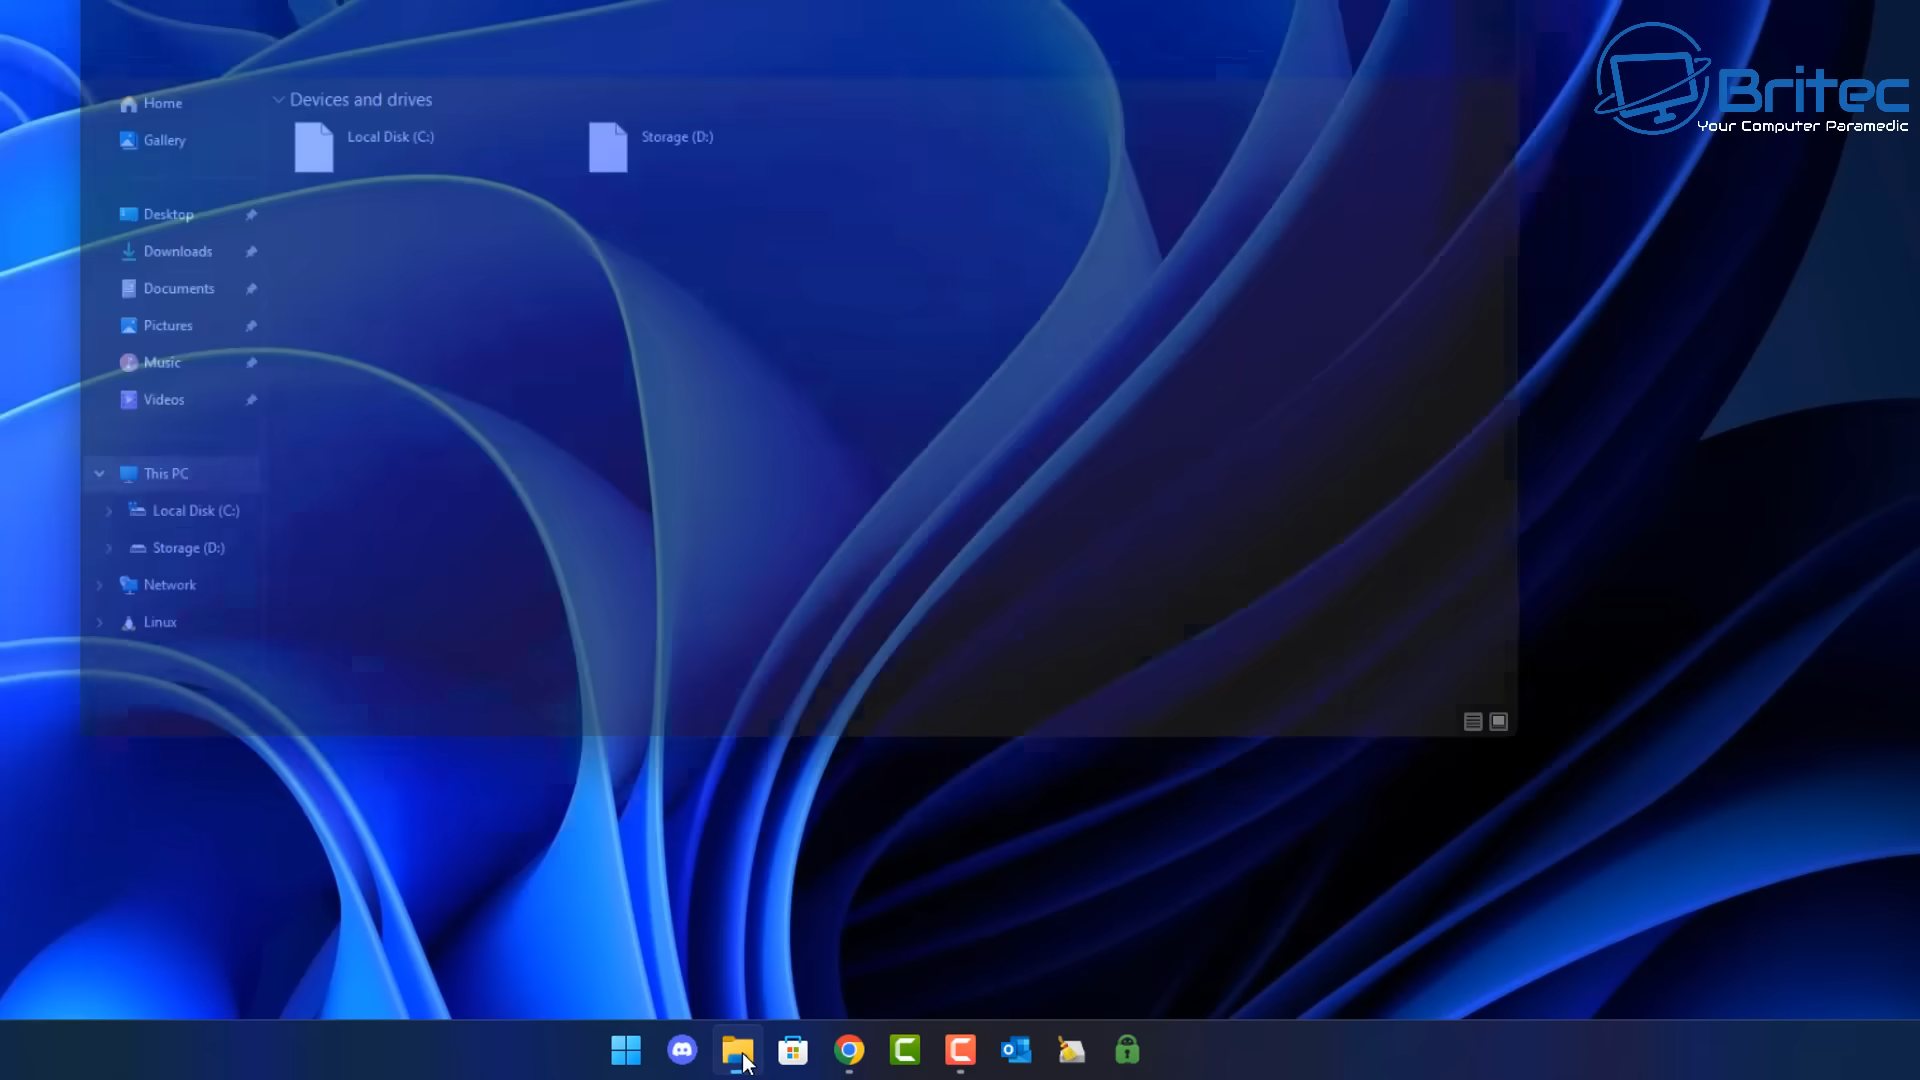 Britec
Your Computer Paramedic
Home
Gallery
Desktop
Downloads
Documents
Pictures
Music
Videos
This PC
Local Disk (C:)
Storage (D:)
Network
Linux
Devices and drives
Local Disk (C:)
Storage (D:)